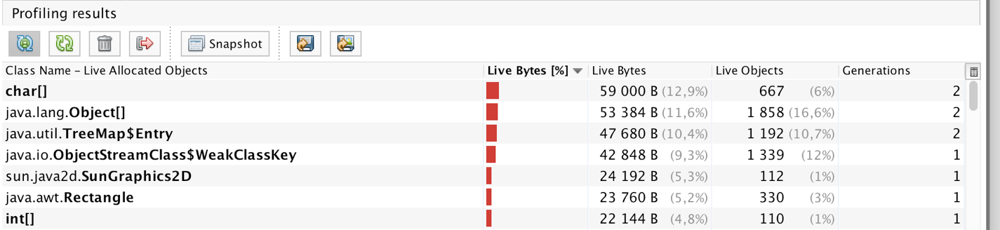 Profiling results
Snapshot
Class Name – Live Allocated Objects Live Bytes [%] Live Bytes Live Objects Generations
char[] 59 000 B (12,9%) 667 (6%) 2
java.lang.Object[] 53 384 B (11,6%) 1 858 (16,6%) 2
java.util.TreeMap$Entry 47 680 B (10,4%) 1 192 (10,7%) 2
java.io.ObjectStreamClass$WeakClassKey 42 848 B (9,3%) 1 339 (12%) 1
sun.java2d.SunGraphics2D 24 192 B (5,3%) 112 (1%) 1
java.awt.Rectangle 23 760 B (5,2%) 330 (3%) 1
int[] 22 144 B (4,8%) 110 (1%) 1